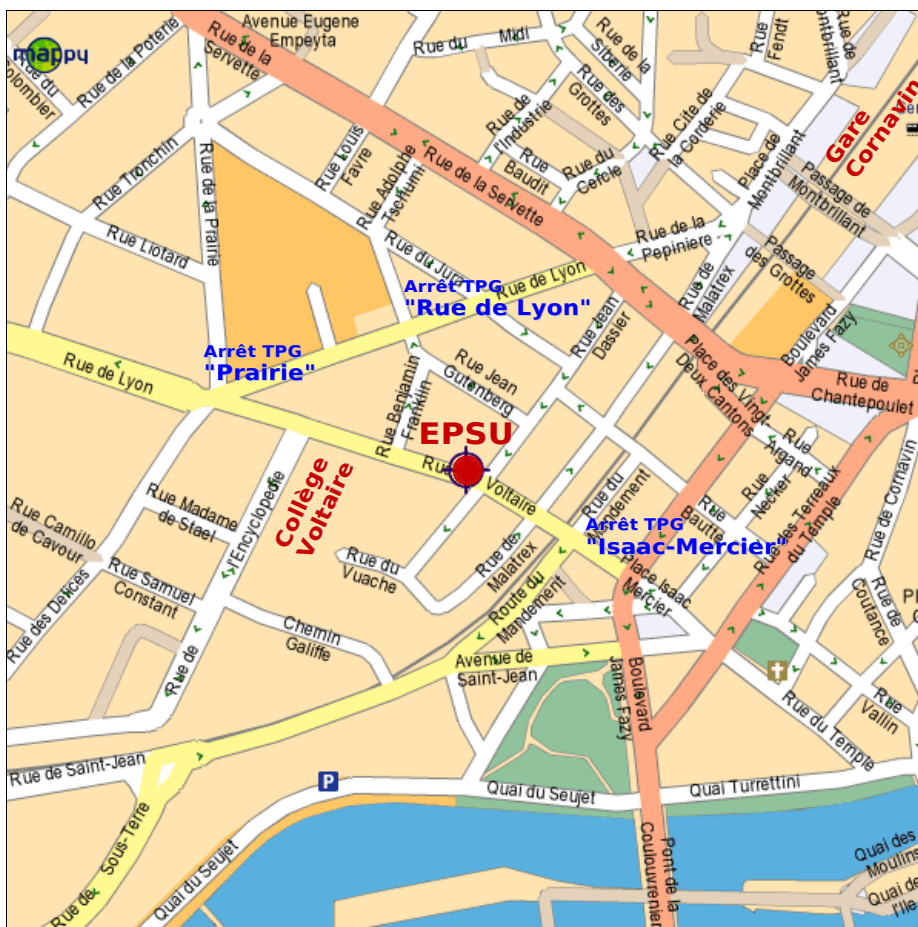 Avenue Eugene
Empeyta
mappy
Rue de la
Servette
Rue du Midi
Rue de la
Siberie
Rue
Fendt
Rue de
Montbrillant
Rue de la Poterie
Rue du
Rue des
Grottes
Rue de
l'Industrie
Rue Cite de
la Corderie
Gare
Cornavin
Rue Tronchin
Rue de la Prairie
Rue Louis
Favre
Rue Adolphe
Tschumi
Rue de la Servette
Rue
Baudit
Rue du
Cercle
Place de
Montbrillant
Passage de
Montbrillant
Rue Liotard
Rue du Jura
Rue de la
Pepiniere
Passage
des Grottes
Rue de Lyon
Arrêt TPG
"Rue de Lyon"
Rue de
Malatrex
Rue Jean
Dassier
Boulevard
James Fazy
Arrêt TPG
"Prairie"
Rue de Lyon
Rue Jean
Gutenberg
Place des Vingt-
Deux Cantons
Rue de
Chantepoulet
Rue Benjamin
Franklin
EPSU
Voltaire
Collège
Voltaire
Rue
Argand
Rue
Necker
Rue des Terreaux
du Temple
Rue de Cornavin
Rue Madame
de Stael
l'Encyclopedie
Rue du
Mandement
Rue
Bautte
Rue Camillo
de Cavour
Arrêt TPG
"Isaac-Mercier"
Rue du
Vuache
Rue de
Malatrex
Place Isaac
Mercier
Rue Samuel
Constant
Rue des Delices
Route du
Mandement
Rue de
Coutance
Chemin
Galiffe
Rue de
Avenue de
Saint-Jean
Boulevard
James Fazy
Rue
Vallin
Rue du Temple
Rue de Saint-Jean
P
Quai du Seujet
Quai Turrettini
Rue de Sous-Terre
Quai du Seujet
Pont de la
Coulouvreniere
Quai des
Moulins
Quai de
l'Ile